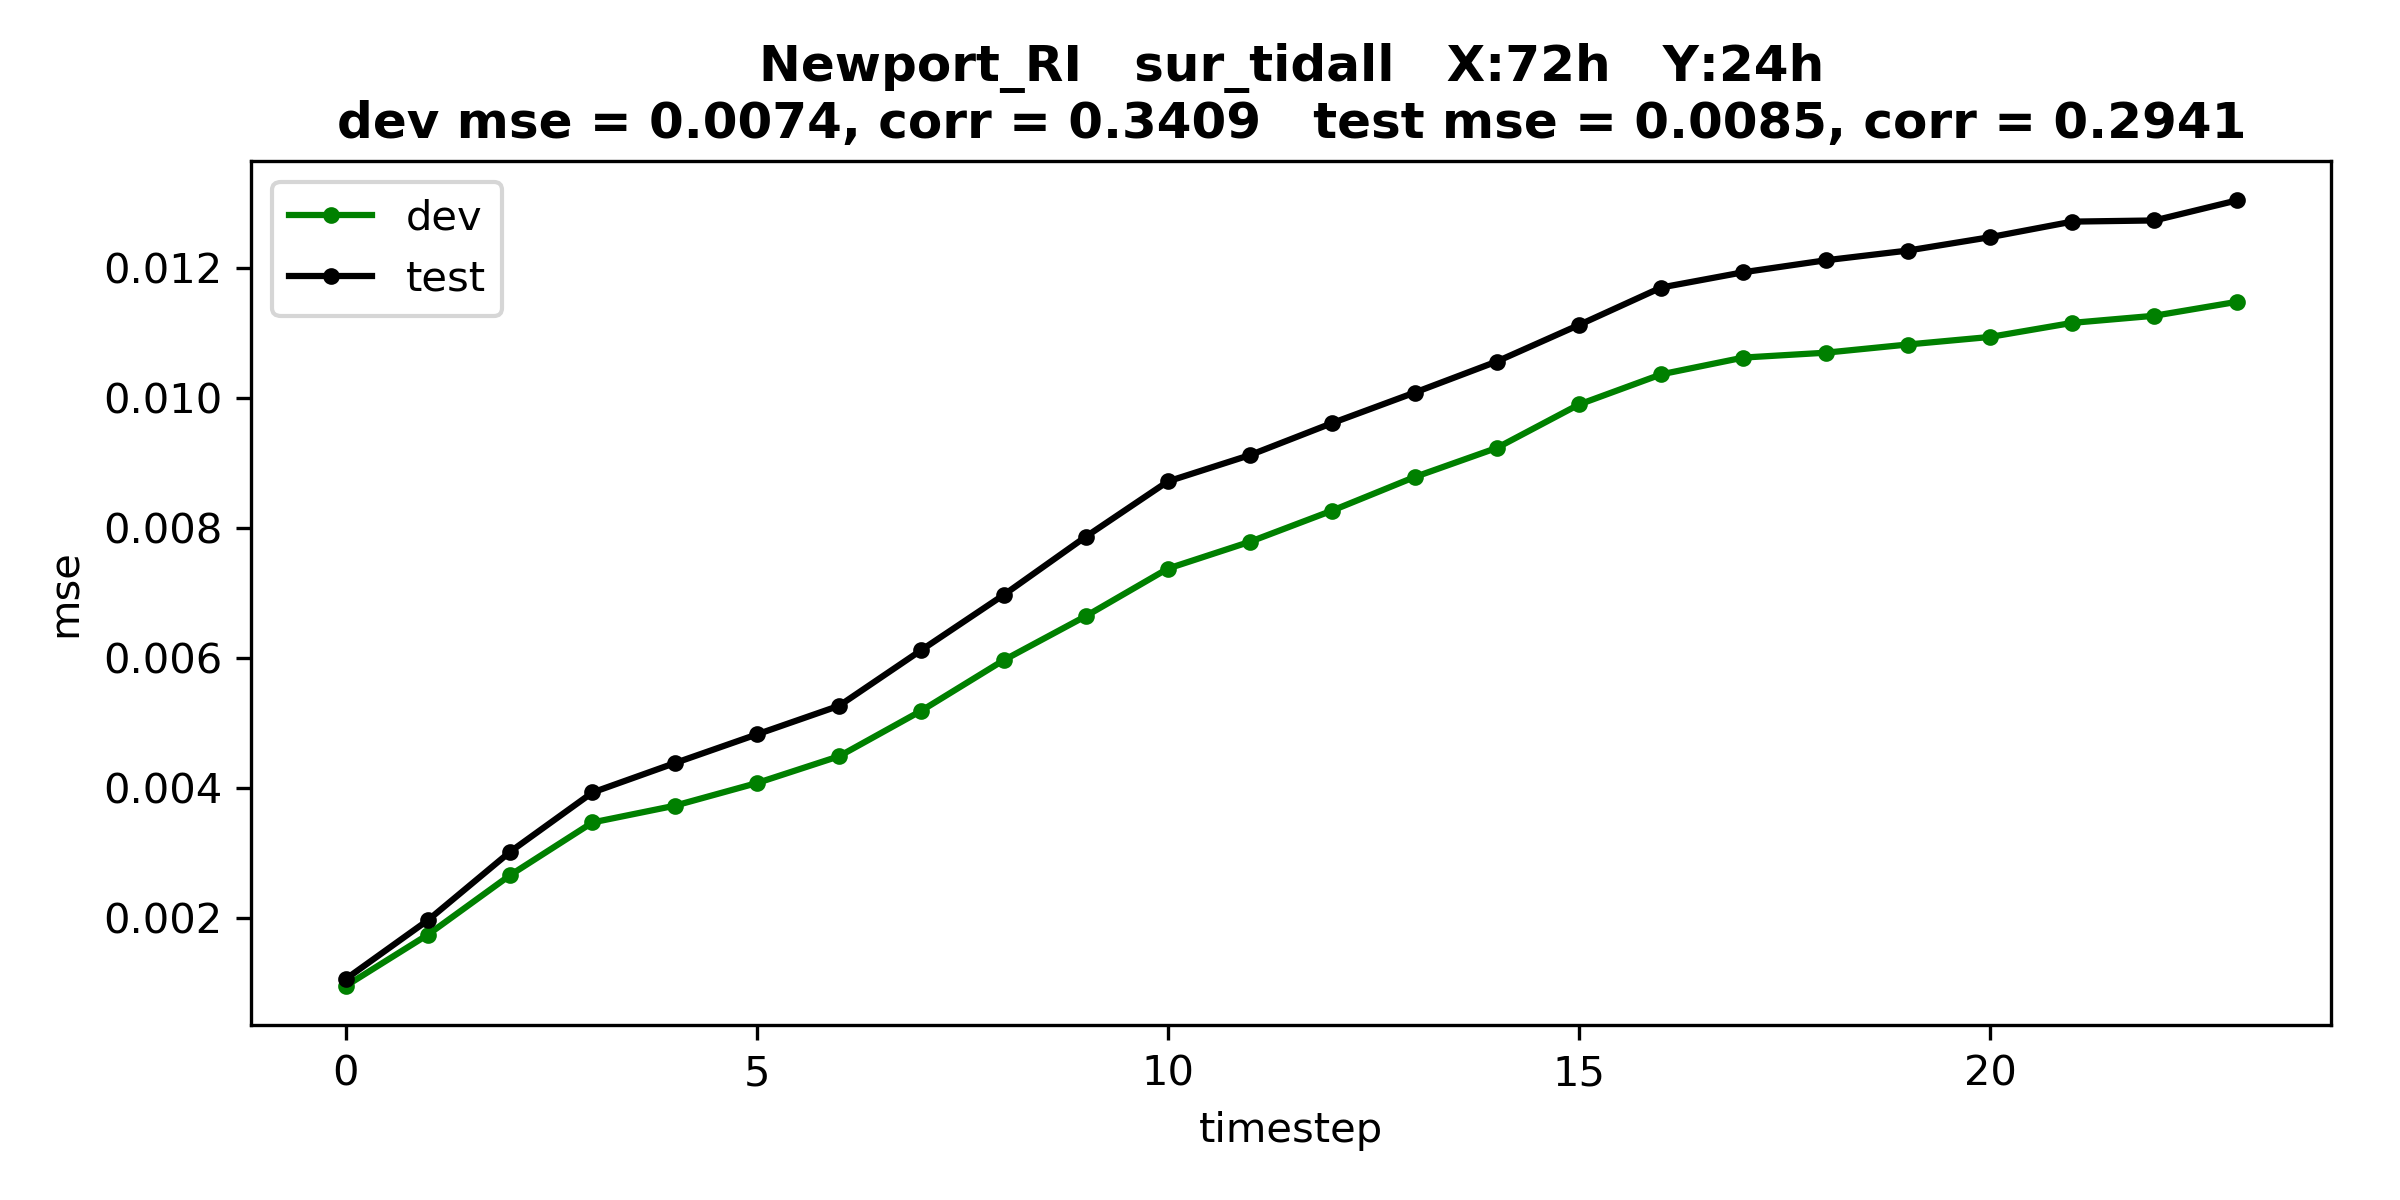 Newport_RI   sur_tidall   X:72h   Y:24h
dev mse = 0.0074, corr = 0.3409   test mse = 0.0085, corr = 0.2941
dev
test
0.012
0.010
0.008
0.006
0.004
0.002
mse
0 5 10 15 20
timestep